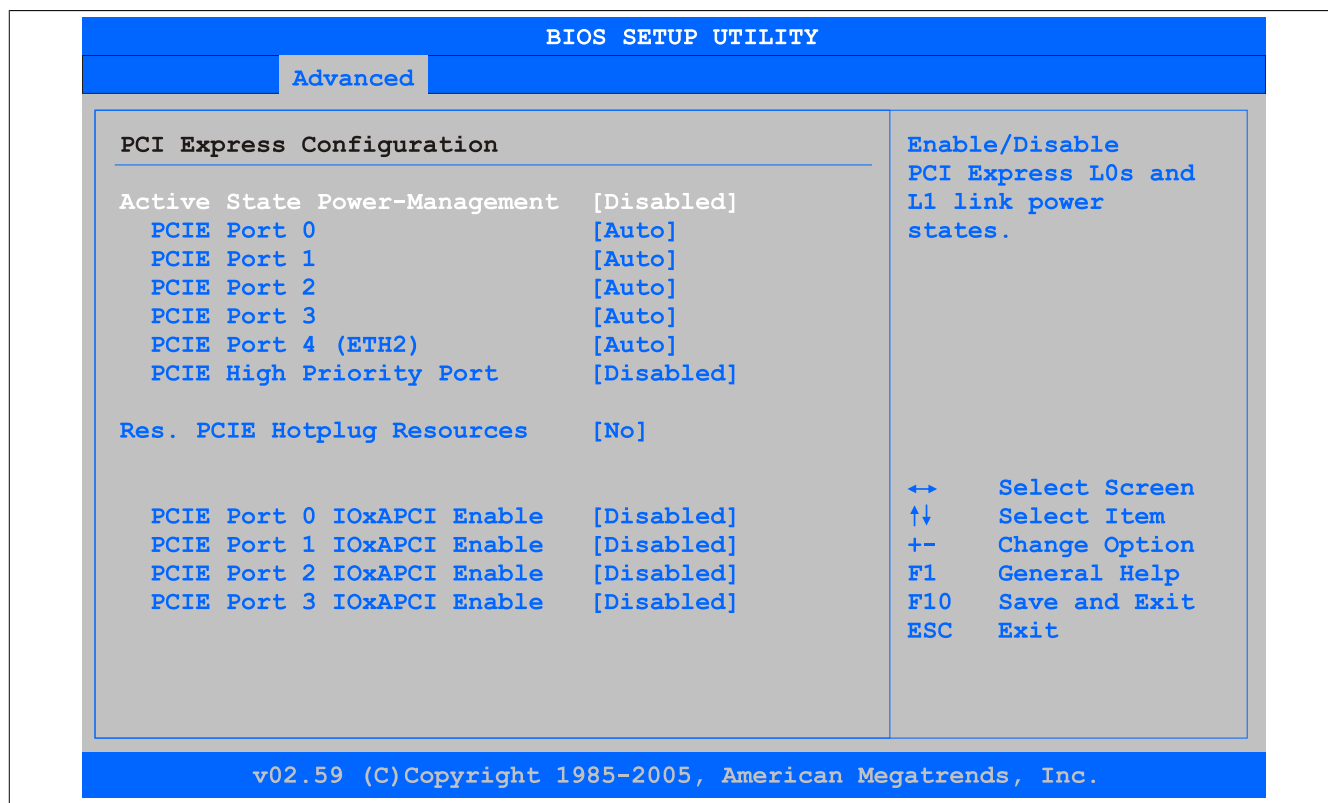 BIOS SETUP UTILITY
Advanced
PCI Express Configuration
Active State Power-Management [Disabled]
PCIE Port 0 [Auto]
PCIE Port 1 [Auto]
PCIE Port 2 [Auto]
PCIE Port 3 [Auto]
PCIE Port 4 (ETH2) [Auto]
PCIE High Priority Port [Disabled]
Res. PCIE Hotplug Resources [No]
PCIE Port 0 IOxAPCI Enable [Disabled]
PCIE Port 1 IOxAPCI Enable [Disabled]
PCIE Port 2 IOxAPCI Enable [Disabled]
PCIE Port 3 IOxAPCI Enable [Disabled]
Enable/Disable
PCI Express L0s and
L1 link power
states.
↔ Select Screen
↑↓ Select Item
+- Change Option
F1 General Help
F10 Save and Exit
ESC Exit
v02.59 (C)Copyright 1985-2005, American Megatrends, Inc.